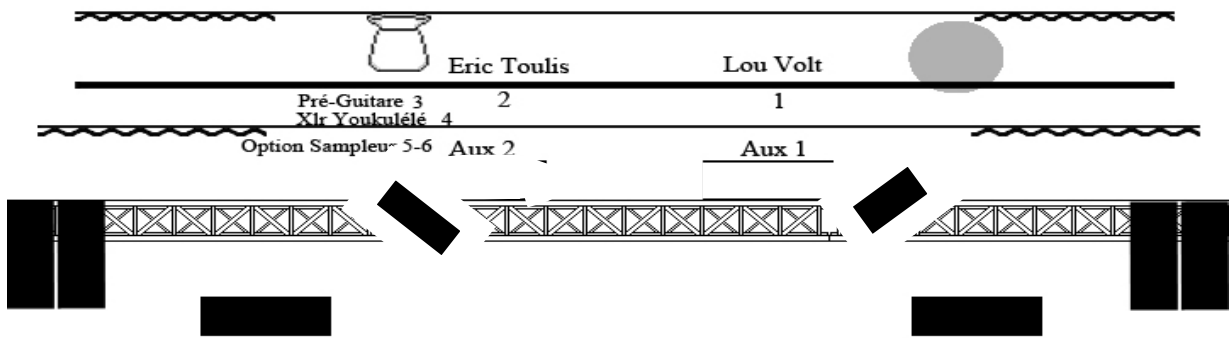 Eric Toulis Lou Volt
Pré-Guitare 3 2 1
Xlr Youkulélé 4
Option Sampleur 5-6 Aux 2 Aux 1